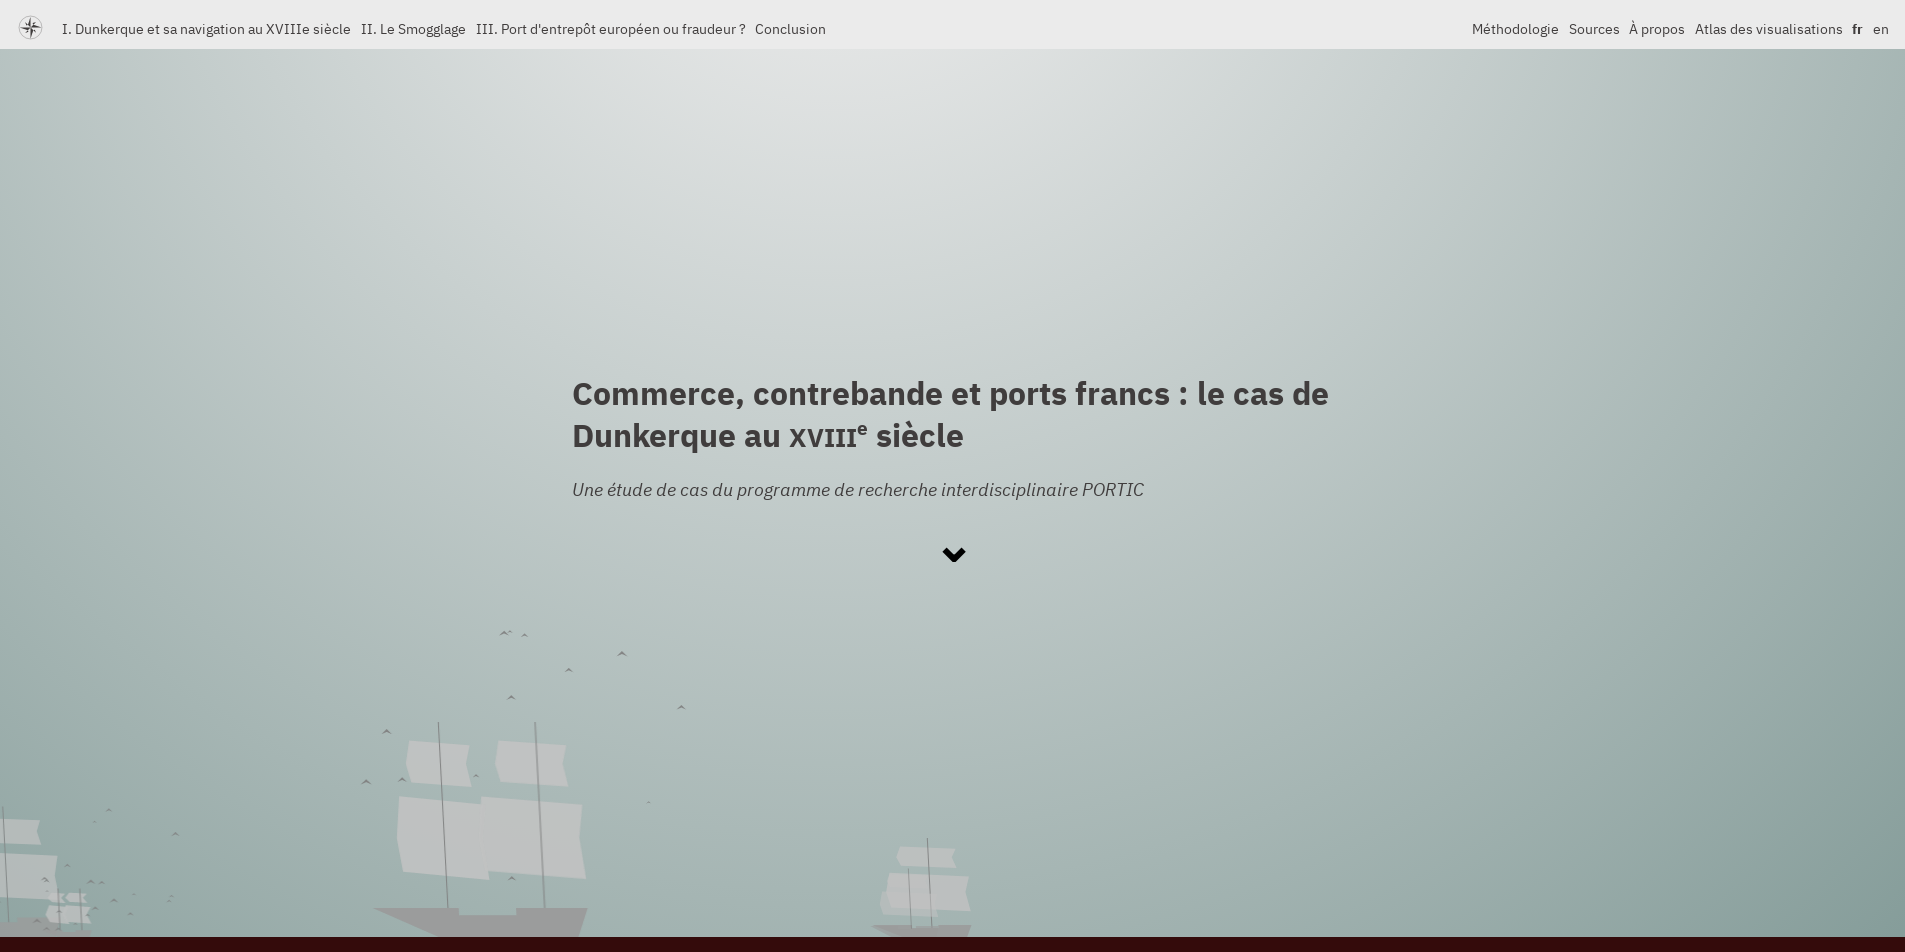 I. Dunkerque et sa navigation au XVIIIe siècle II. Le Smogglage III. Port d'entrepôt européen ou fraudeur ? Conclusion Méthodologie Sources À propos Atlas des visualisations fr en
Commerce, contrebande et ports francs : le cas de
Dunkerque au XVIIIe siècle
Une étude de cas du programme de recherche interdisciplinaire PORTIC